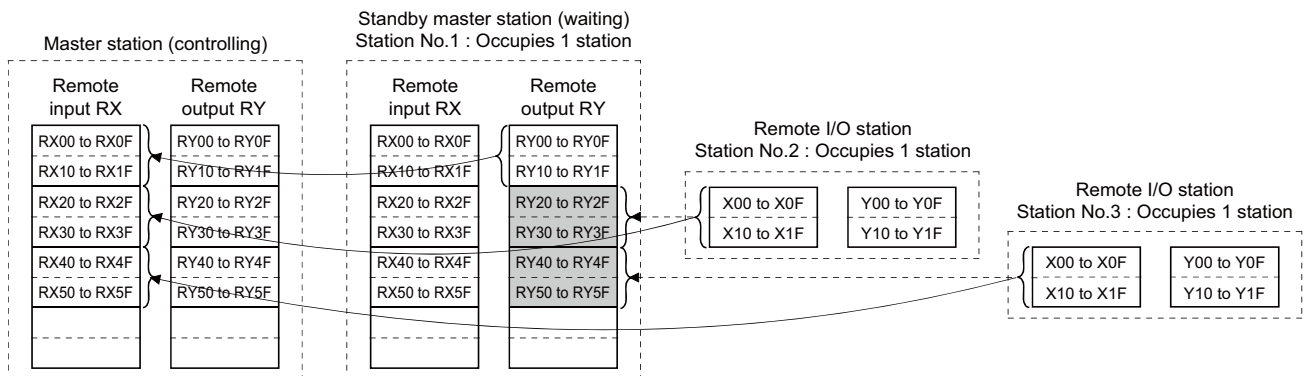 Master station (controlling)
Remote
input RX
Remote
output RY
RX00 to RX0F
RY00 to RY0F
RX10 to RX1F
RY10 to RY1F
RX20 to RX2F
RY20 to RY2F
RX30 to RX3F
RY30 to RY3F
RX40 to RX4F
RY40 to RY4F
RX50 to RX5F
RY50 to RY5F
Standby master station (waiting)
Station No.1 : Occupies 1 station
Remote
input RX
Remote
output RY
RX00 to RX0F
RY00 to RY0F
RX10 to RX1F
RY10 to RY1F
RX20 to RX2F
RY20 to RY2F
RX30 to RX3F
RY30 to RY3F
RX40 to RX4F
RY40 to RY4F
RX50 to RX5F
RY50 to RY5F
Remote I/O station
Station No.2 : Occupies 1 station
X00 to X0F
Y00 to Y0F
X10 to X1F
Y10 to Y1F
Remote I/O station
Station No.3 : Occupies 1 station
X00 to X0F
Y00 to Y0F
X10 to X1F
Y10 to Y1F